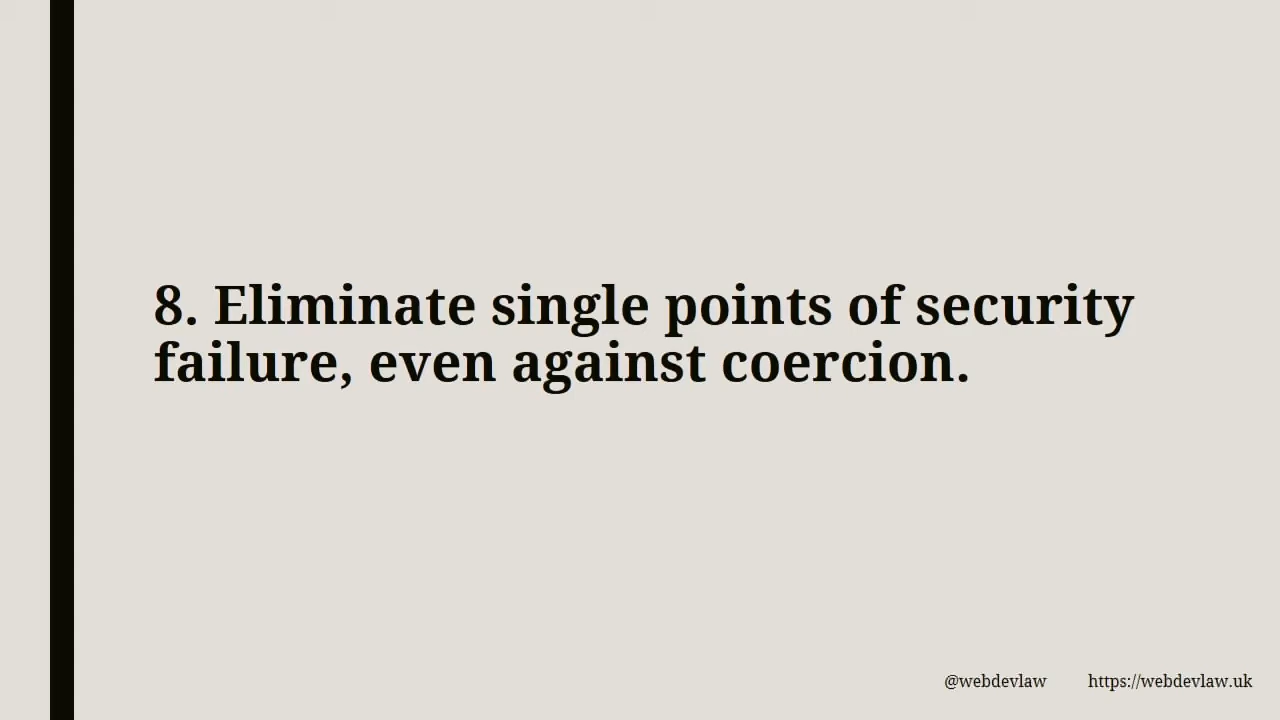 8. Eliminate single points of security
failure, even against coercion.
@webdevlaw https://webdevlaw.uk